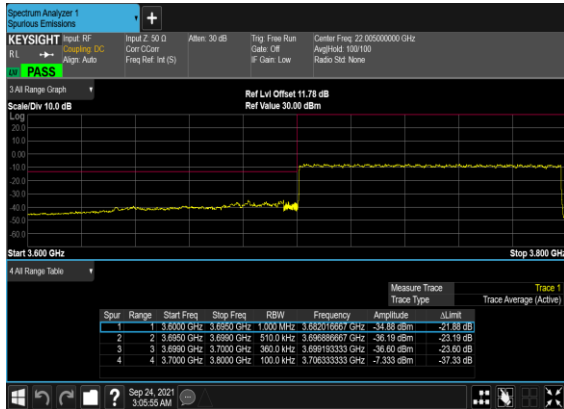 Spectrum Analyzer 1
Spurious Emissions
+
KEYSIGHT
RL
Input: RF
Coupling: DC
Align: Auto
Input Z: 50 Ω
Corr CCorr
Freq Ref: Int (S)
Atten: 30 dB
Trig: Free Run
Gate: Off
IF Gain: Low
Center Freq: 22.005000000 GHz
Avg|Hold: 100/100
Radio Std: None
PASS
3 All Range Graph
Scale/Div 10.0 dB
Ref Lvl Offset 11.78 dB
Ref Value 30.00 dBm
Log
20.0
10.0
0.00
-10.0
-20.0
-30.0
-40.0
-50.0
-60.0
Start 3.600 GHz
Stop 3.800 GHz
4 All Range Table
Measure Trace Trace 1
Trace Type Trace Average (Active)
Spur Range Start Freq Stop Freq RBW Frequency Amplitude ΔLimit
1 1 3.6000 GHz 3.6950 GHz 1.000 MHz 3.682016667 GHz -34.88 dBm -21.88 dB
2 2 3.6950 GHz 3.6990 GHz 510.0 kHz 3.696886667 GHz -36.19 dBm -23.19 dB
3 3 3.6990 GHz 3.7000 GHz 360.0 kHz 3.699193333 GHz -36.60 dBm -23.60 dB
4 4 3.7000 GHz 3.8000 GHz 100.0 kHz 3.706333333 GHz -7.333 dBm -37.33 dB
?
Sep 24, 2021
3:05:55 AM